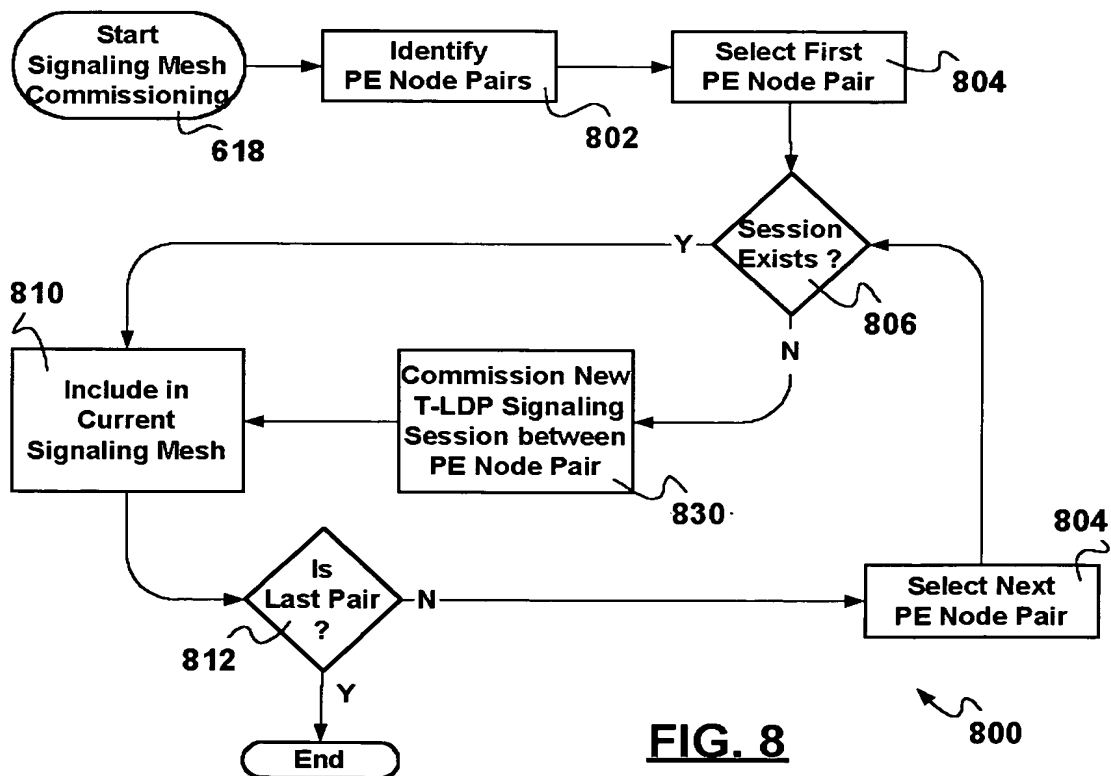 Start
Signaling Mesh
Commissioning
618
Identify
PE Node Pairs
802
Select First
PE Node Pair
804
Session
Exists ?
806
Y
N
810
Include in
Current
Signaling Mesh
Commission New
T-LDP Signaling
Session between
PE Node Pair
830
Is
Last Pair
?
812
N
Y
804
Select Next
PE Node Pair
End
FIG. 8
800